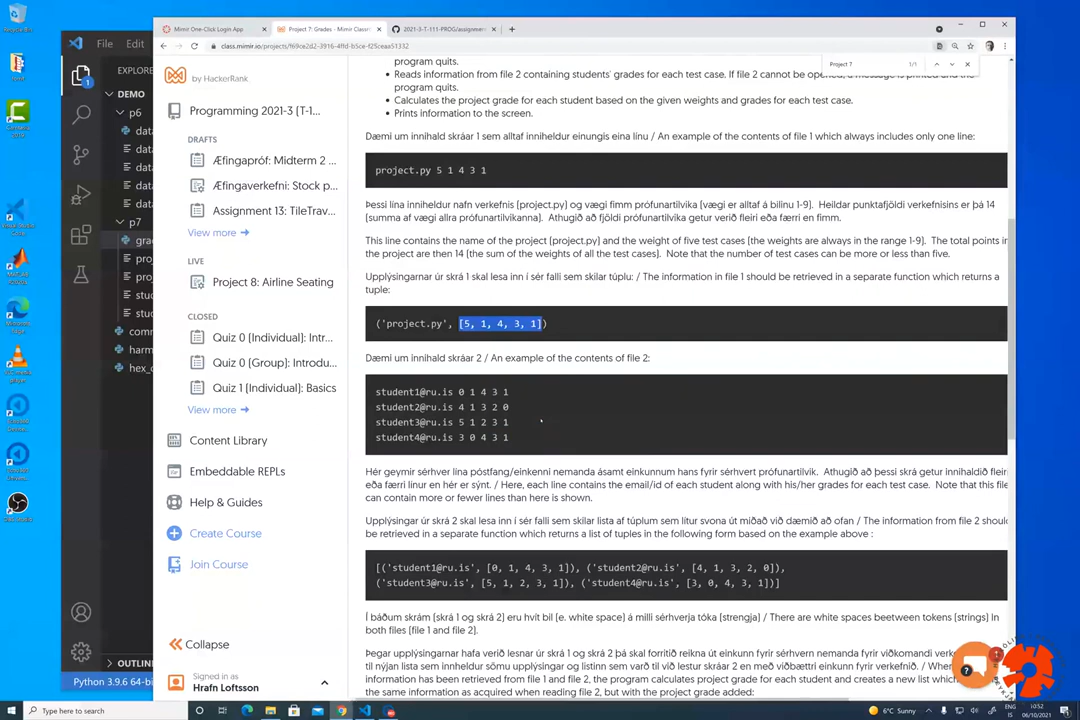 Mimir One-Click Login App
Project 7: Grades - Mimir Classr
2021-3-T-111-PROG/assignment
class.mimir.io/projects/f69ce2d2-3916-4ffd-b5ce-f25ceaa51332
Project 7
1/1
File
Edit
EXPLORE
DEMO
p6
data
data
data
data
p7
grac
proj
proj
stud
stud
com
harm
hex_c
OUTLIN
Python 3.9.6 64-bi
by HackerRank
Programming 2021-3 (T-1...
DRAFTS
Æfingapróf: Midterm 2 ...
Æfingaverkefni: Stock p...
Assignment 13: TileTrav...
View more
LIVE
Project 8: Airline Seating
CLOSED
Quiz 0 (Individual): Intr...
Quiz 0 (Group): Introdu...
Quiz 1 (Individual): Basics
View more
Content Library
Embeddable REPLs
Help & Guides
Create Course
Join Course
Collapse
Signed in as
Hrafn Loftsson
program quits.
Reads information from file 2 containing students' grades for each test case. If file 2 cannot be opened, a message is printed and the
program quits.
Calculates the project grade for each student based on the given weights and grades for each test case.
Prints information to the screen.
Dæmi um innihald skráar 1 sem alltaf inniheldur einungis eina línu / An example of the contents of file 1 which always includes only one line:
project.py 5 1 4 3 1
Þessi lína inniheldur nafn verkefnis (project.py) og vægi fimm prófunartilvika (vægi er alltaf á bilinu 1-9). Heildar punktafjöldi verkefnisins er þá 14
(summa af vægi allra prófunartilvikanna). Athugið að fjöldi prófunartilvika getur verið fleiri eða færri en fimm.
This line contains the name of the project (project.py) and the weight of five test cases (the weights are always in the range 1-9). The total points in
the project are then 14 (the sum of the weights of all the test cases). Note that the number of test cases can be more or less than five.
Upplýsingarnar úr skrá 1 skal lesa inn í sér falli sem skilar túplu: / The information in file 1 should be retrieved in a separate function which returns a
tuple:
('project.py', [5, 1, 4, 3, 1])
Dæmi um innihald skráar 2 / An example of the contents of file 2:
student1@ru.is 0 1 4 3 1
student2@ru.is 4 1 3 2 0
student3@ru.is 5 1 2 3 1
student4@ru.is 3 0 4 3 1
Hér geymir sérhver lína póstfang/einkenni nemanda ásamt einkunnum hans fyrir sérhvert prófunartilvik. Athugið að þessi skrá getur innihaldið fleir
eða færri línur en hér er sýnt. / Here, each line contains the email/id of each student along with his/her grades for each test case. Note that this file
can contain more or fewer lines than here is shown.
Upplýsingar úr skrá 2 skal lesa inn í sér falli sem skilar lista af túplum sem lítur svona út miðað við dæmið að ofan / The information from file 2 shoul
be retrieved in a separate function which returns a list of tuples in the following form based on the example above :
[('student1@ru.is', [0, 1, 4, 3, 1]), ('student2@ru.is', [4, 1, 3, 2, 0]),
('student3@ru.is', [5, 1, 2, 3, 1]), ('student4@ru.is', [3, 0, 4, 3, 1])]
Í báðum skrám (skrá 1 og skrá 2) eru hvít bil (e. white space) á milli sérhverja tóka (strengja) / There are white spaces beetween tokens (strings) In
both files (file 1 and file 2).
Þegar upplýsingarnar hafa verið lesnar úr skrá 1 og skrá 2 þá skal forritið reikna út einkunn fyrir sérhvern nemanda fyrir viðkomandi verke
til nýjan lista sem inniheldur sömu upplýsingar og listinn sem varð til við lestur skráar 2 en með viðbættri einkunn fyrir verkefnið. / When
information has been retrieved from file 1 and file 2, the program calculates project grade for each student and creates a new list which
the same information as acquired when reading file 2, but with the project grade added:
Type here to search
6°C Sunny
ENG
IS
10:52
06/10/2021